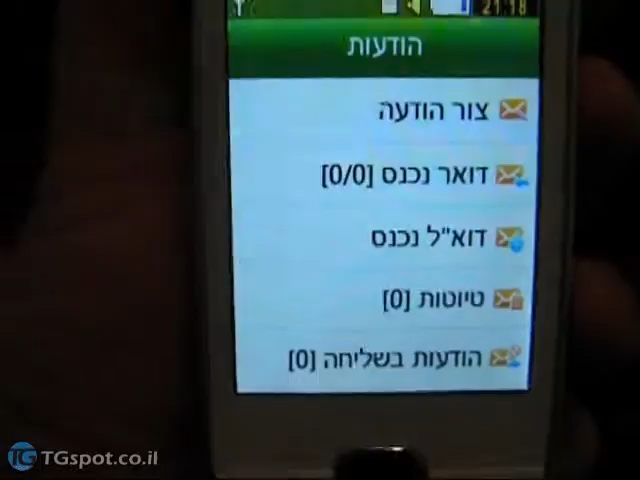 21:18
הודעות
צור הודעה
דואר נכנס [0/0]
דוא"ל נכנס
טיוטות [0]
הודעות בשליחה [0]
TG TGspot.co.il